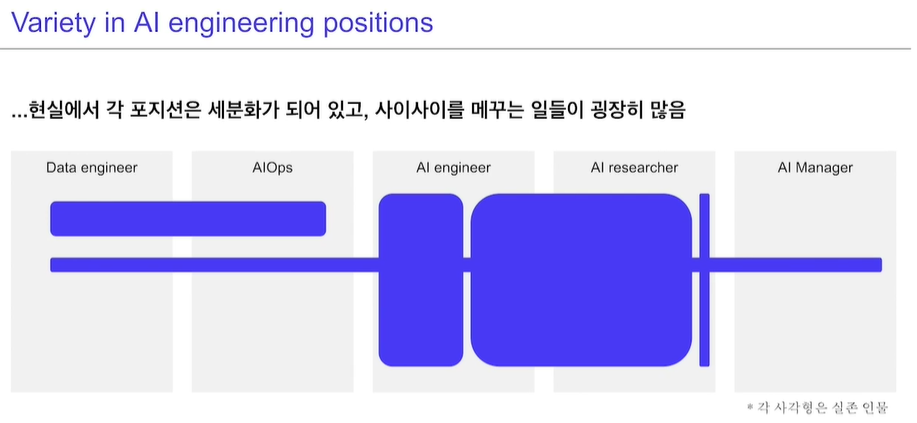 Variety in AI engineering positions
...현실에서 각 포지션은 세분화가 되어 있고, 사이사이를 메꾸는 일들이 굉장히 많음
Data engineer
AIOps
AI engineer
AI researcher
AI Manager
* 각 사각형은 실존 인물